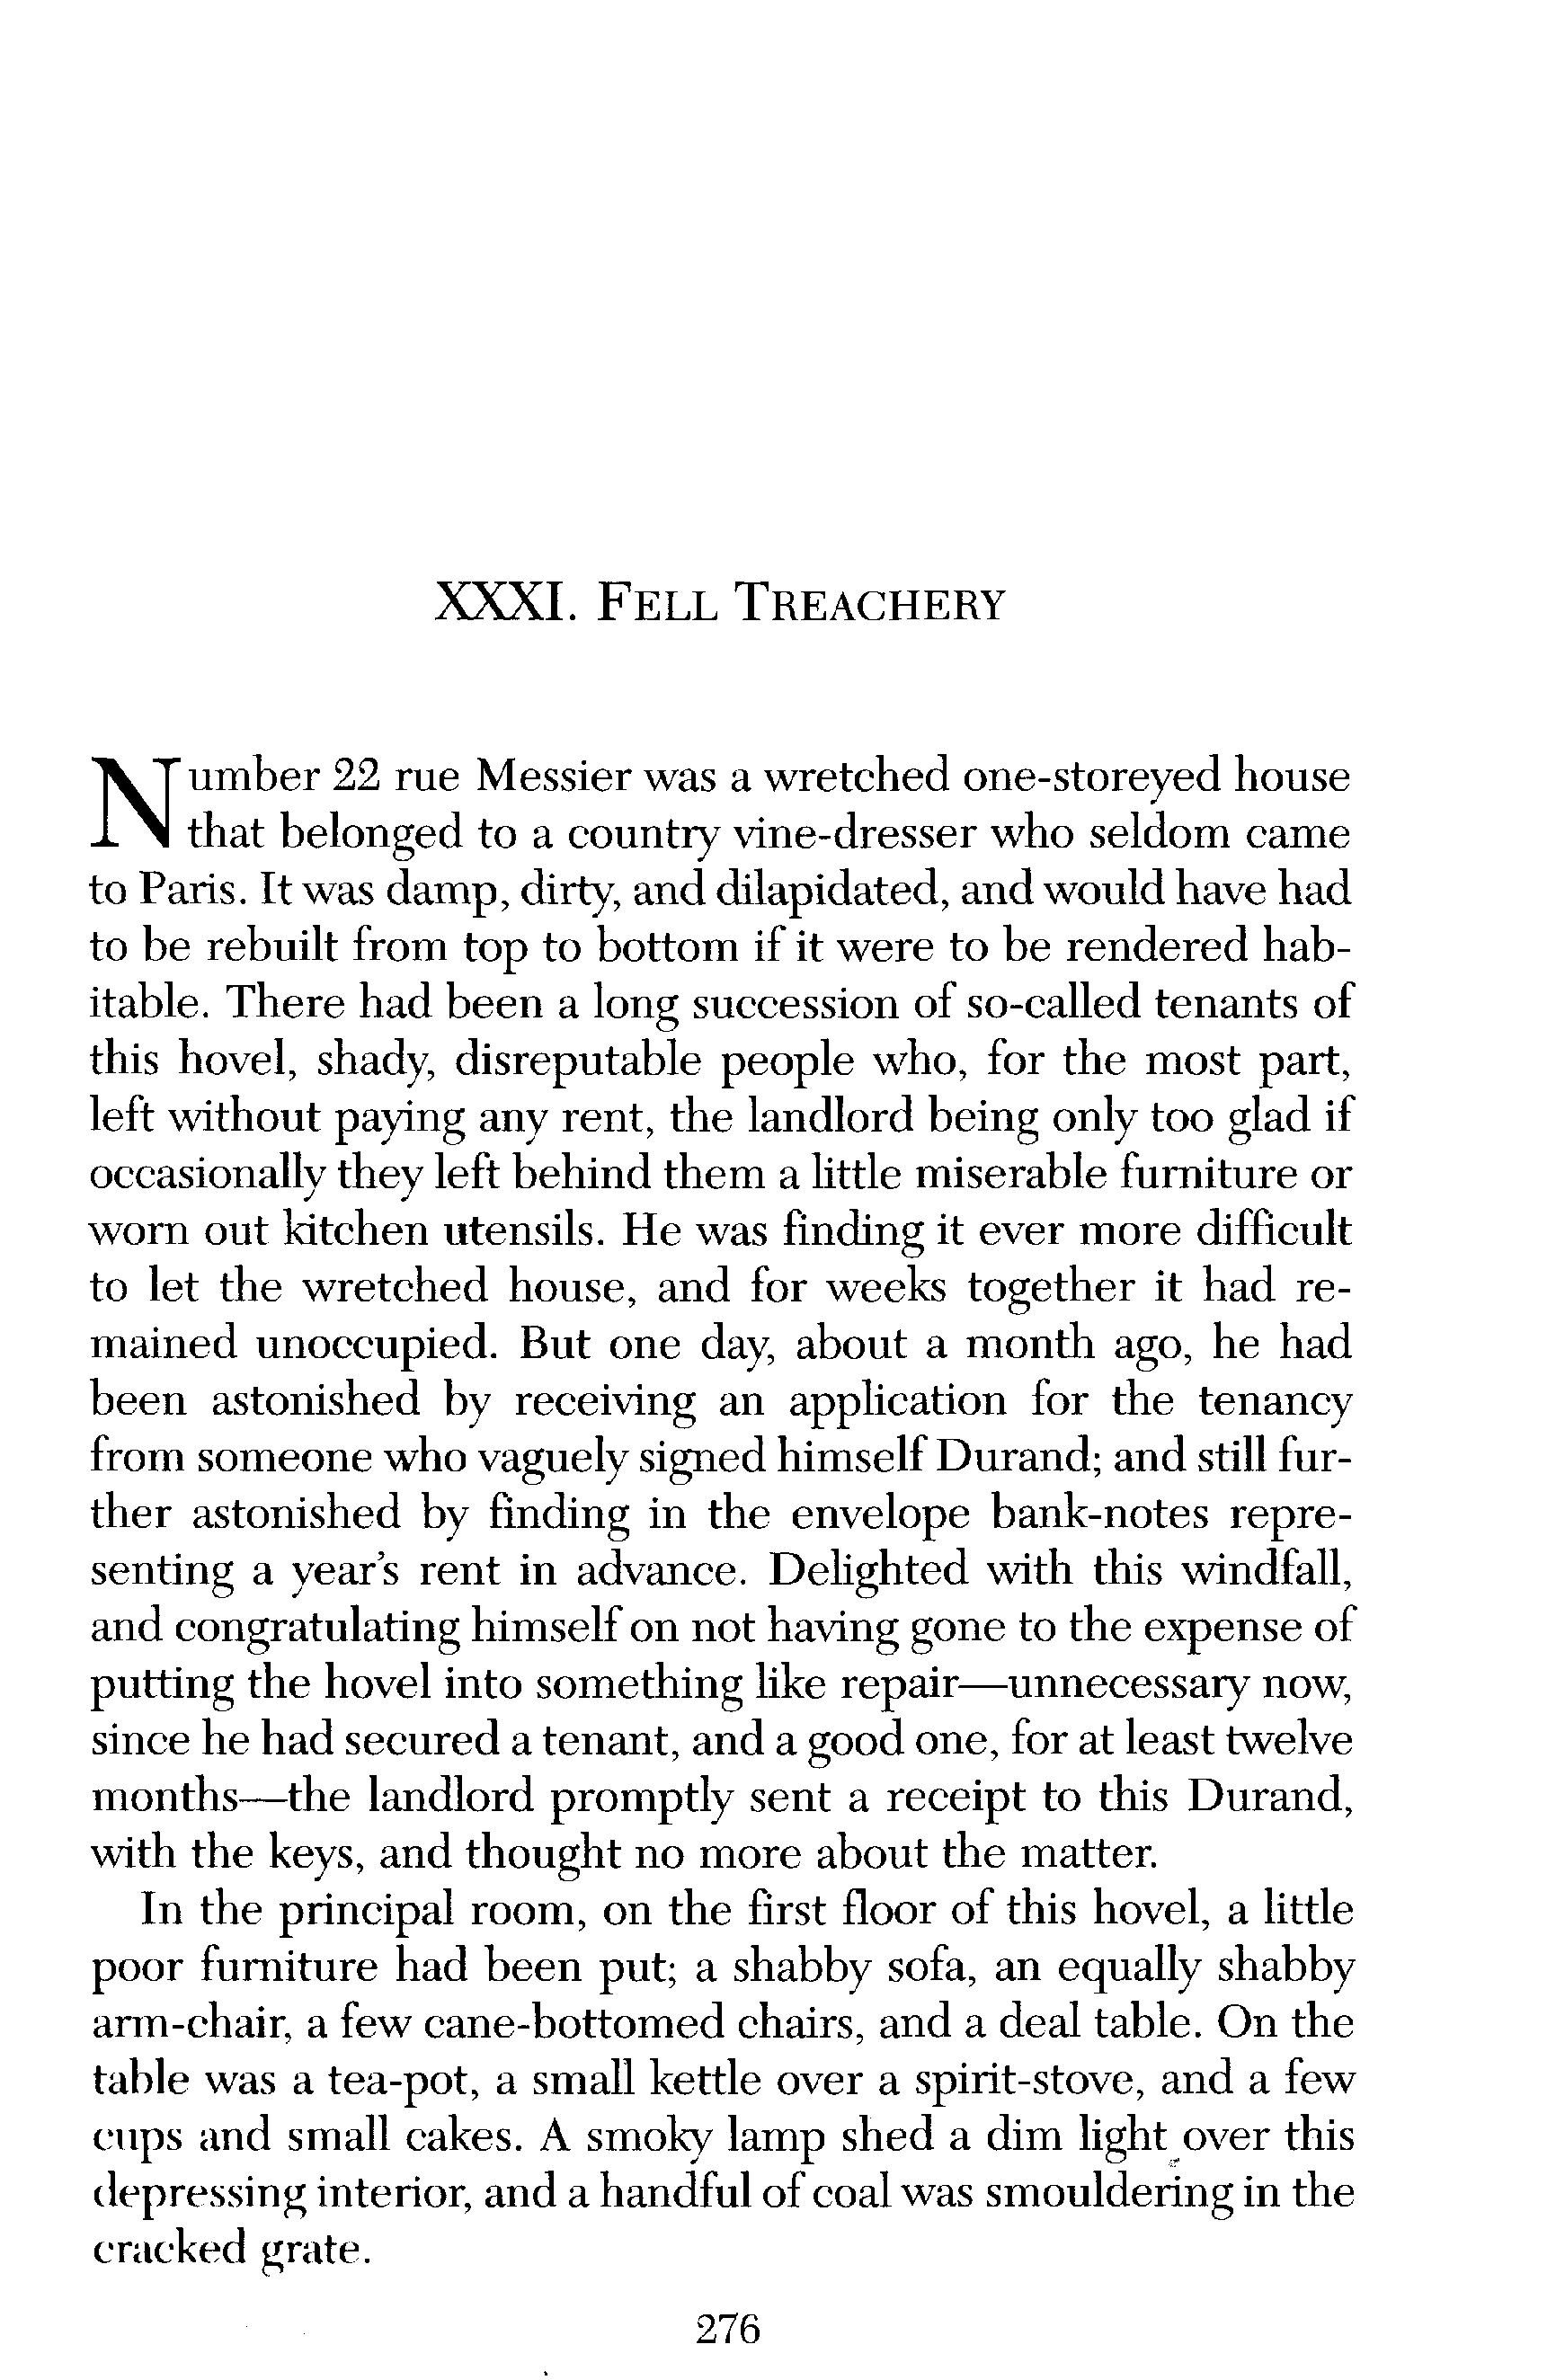 XXXI. FELL TREACHERY
Number 22 rue Messier was a wretched one-storeyed house
that belonged to a country vine-dresser who seldom came
to Paris. It was damp, dirty, and dilapidated, and would have had
to be rebuilt from top to bottom if it were to be rendered hab-
itable. There had been a long succession of so-called tenants of
this hovel, shady, disreputable people who, for the most part,
left without paying any rent, the landlord being only too glad if
occasionally they left behind them a little miserable furniture or
worn out kitchen utensils. He was finding it ever more difficult
to let the wretched house, and for weeks together it had re-
mained unoccupied. But one day, about a month ago, he had
been astonished by receiving an application for the tenancy
from someone who vaguely signed himself Durand; and still fur-
ther astonished by finding in the envelope bank-notes repre-
senting a year's rent in advance. Delighted with this windfall,
and congratulating himself on not having gone to the expense of
putting the hovel into something like repair—unnecessary now,
since he had secured a tenant, and a good one, for at least twelve
months—the landlord promptly sent a receipt to this Durand,
with the keys, and thought no more about the matter.
In the principal room, on the first floor of this hovel, a little
poor furniture had been put; a shabby sofa, an equally shabby
arm-chair, a few cane-bottomed chairs, and a deal table. On the
table was a tea-pot, a small kettle over a spirit-stove, and a few
cups and small cakes. A smoky lamp shed a dim light over this
depressing interior, and a handful of coal was smouldering in the
cracked grate.
276